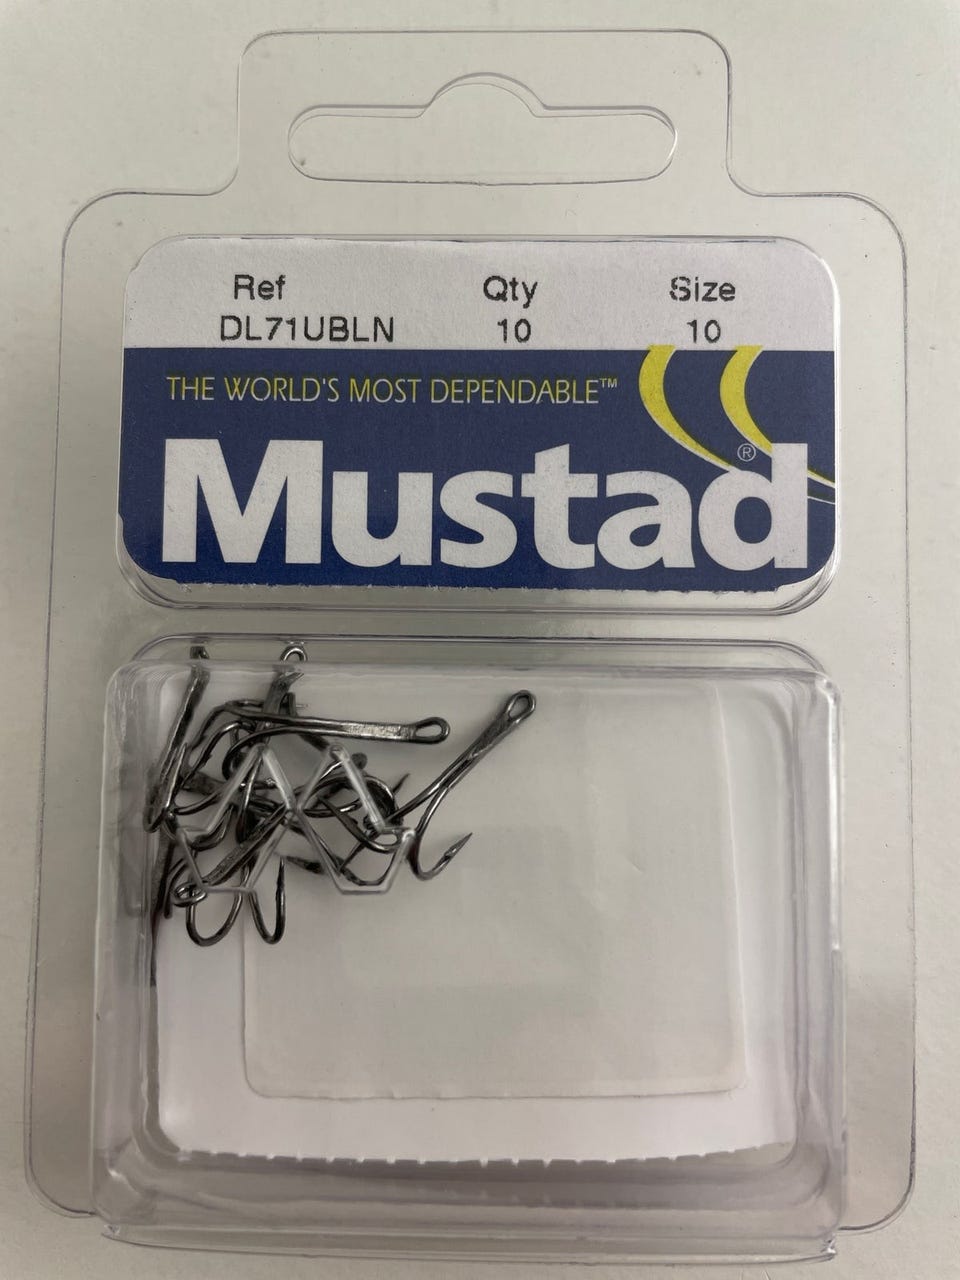 Ref Qty Size
DL71UBLN 10 10
THE WORLD'S MOST DEPENDABLE™
Mustad®